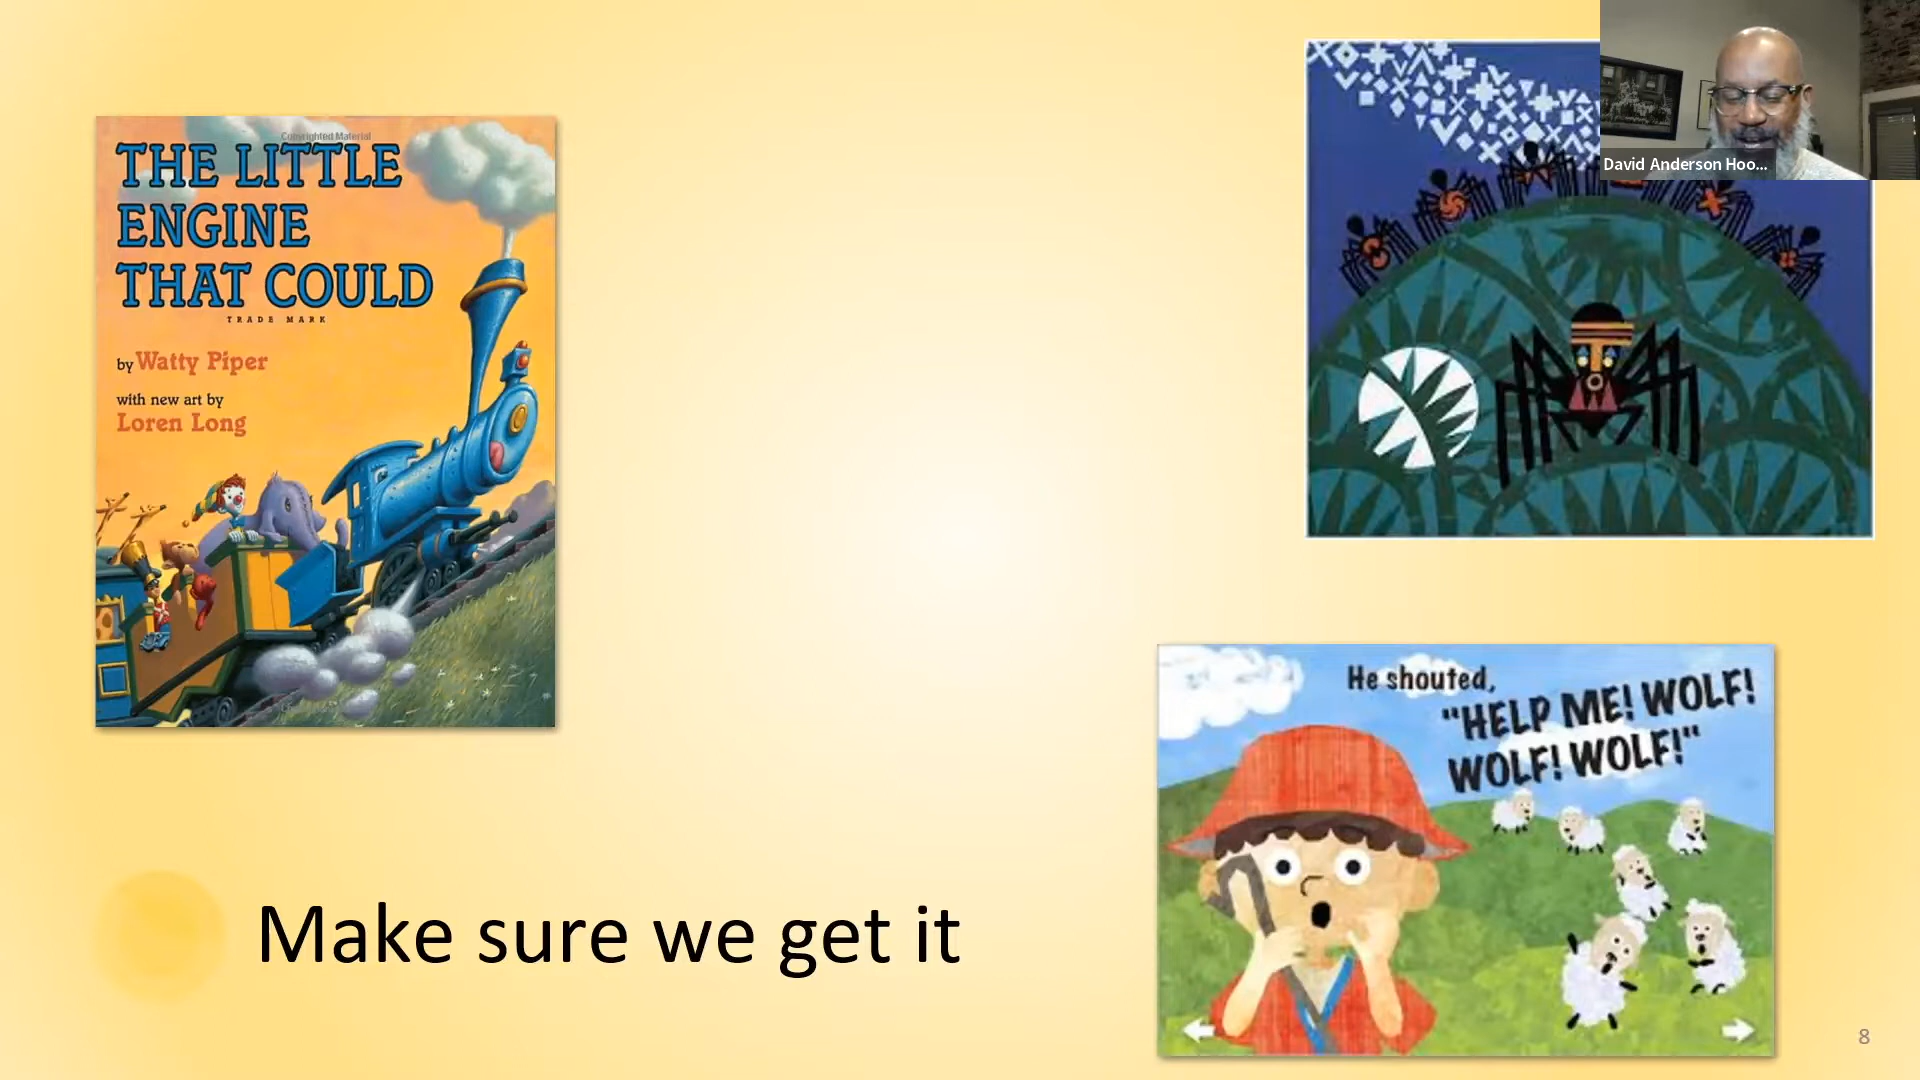 Copyrighted Material
THE LITTLE
ENGINE
THAT COULD
TRADE MARK
by Watty Piper
with new art by
Loren Long
David Anderson Hoo...
He shouted,
"HELP ME! WOLF!
WOLF! WOLF!"
Make sure we get it
8